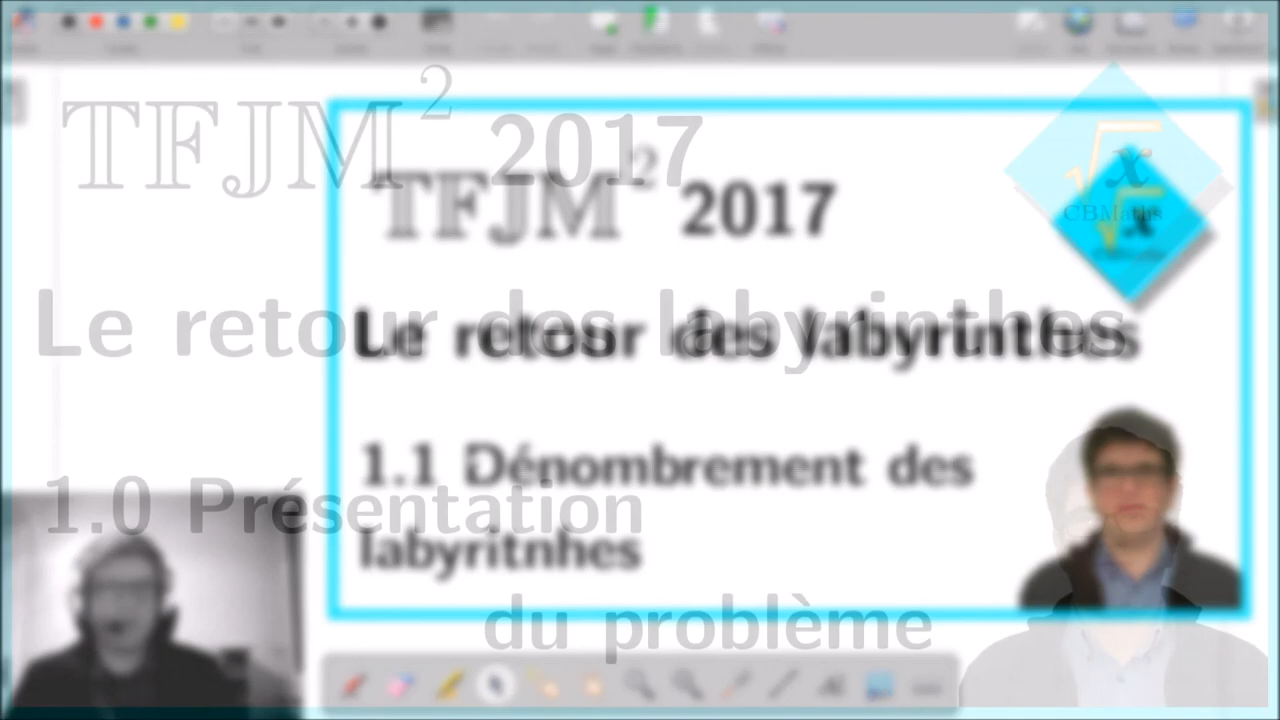 TFJM² 2017
CBMaths
Le retour des labyrinthes
1.0 Présentation
du problème
TFJM² 2017
Le retour des labyrinthes
1.1 Dénombrement des
labyritnhes